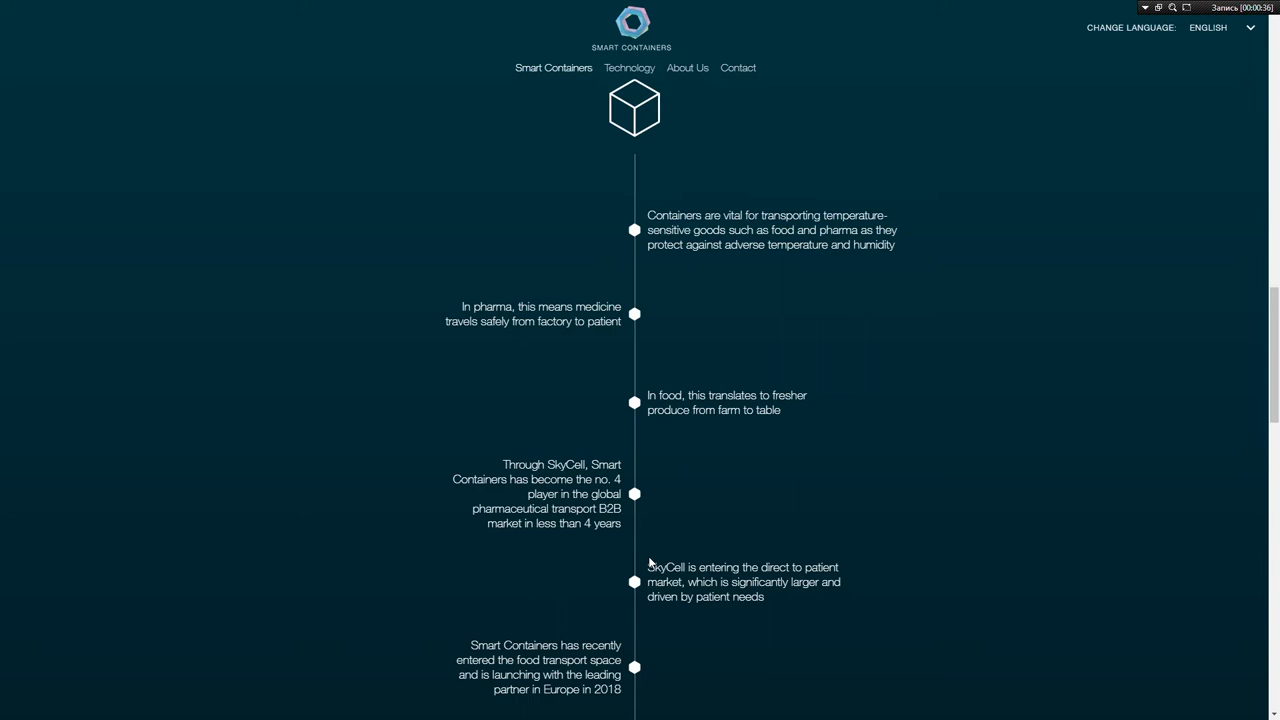 Запись [00:00:36]
CHANGE LANGUAGE: ENGLISH
SMART CONTAINERS
Smart Containers Technology About Us Contact
Containers are vital for transporting temperature-
sensitive goods such as food and pharma as they
protect against adverse temperature and humidity
In pharma, this means medicine
travels safely from factory to patient
In food, this translates to fresher
produce from farm to table
Through SkyCell, Smart
Containers has become the no. 4
player in the global
pharmaceutical transport B2B
market in less than 4 years
SkyCell is entering the direct to patient
market, which is significantly larger and
driven by patient needs
Smart Containers has recently
entered the food transport space
and is launching with the leading
partner in Europe in 2018